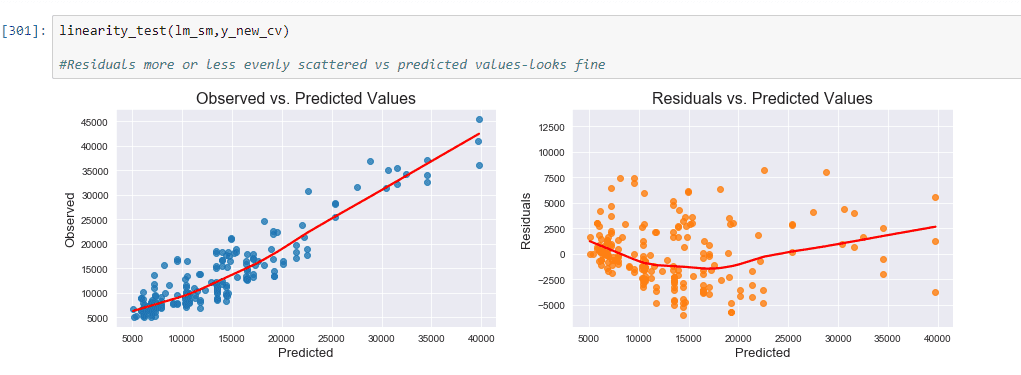 [301]: linearity_test(lm_sm,y_new_cv)
#Residuals more or less evenly scattered vs predicted values-looks fine
Observed vs. Predicted Values
45000
40000
35000
30000
25000
20000
15000
10000
5000
Observed
5000 10000 15000 20000 25000 30000 35000 40000
Predicted
Residuals vs. Predicted Values
12500
10000
7500
5000
2500
0
−2500
−5000
Residuals
5000 10000 15000 20000 25000 30000 35000 40000
Predicted